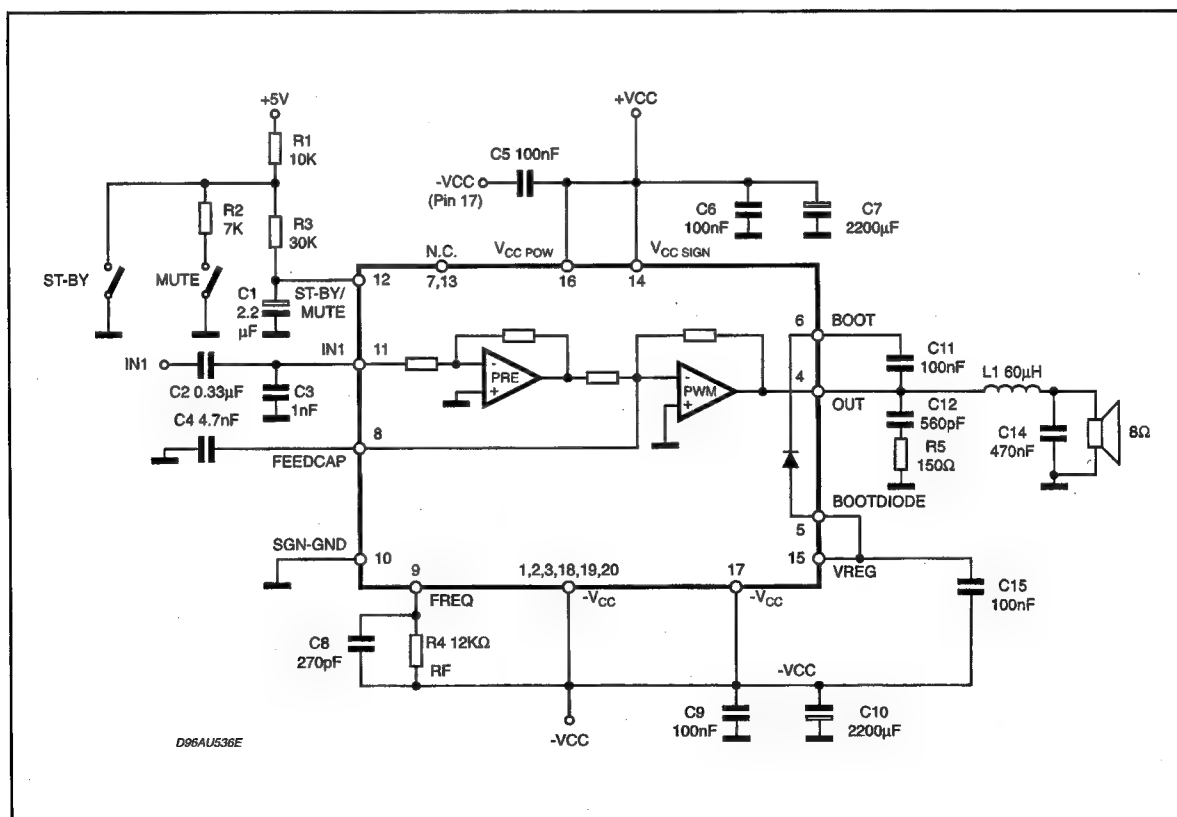 +5V
R1
10K
+VCC
C5 100nF
-VCC
(Pin 17)
R2
7K
R3
30K
C6
100nF
C7
2200µF
N.C.
7,13
VCC POW
16
VCC SIGN
14
ST-BY
MUTE
C1
2.2
µF
12
ST-BY/
MUTE
6
BOOT
C11
100nF
IN1
C2 0.33µF
IN1
11
C3
1nF
PRE
-
+
PWM
-
+
4
OUT
L1 60µH
C12
560pF
R5
150Ω
C14
470nF
8Ω
C4 4.7nF
8
FEEDCAP
BOOTDIODE
5
15
VREG
SGN-GND
10
9
FREQ
1,2,3,18,19,20
-VCC
17
-VCC
C15
100nF
C8
270pF
R4 12KΩ
RF
-VCC
-VCC
C9
100nF
C10
2200µF
D96AU536E